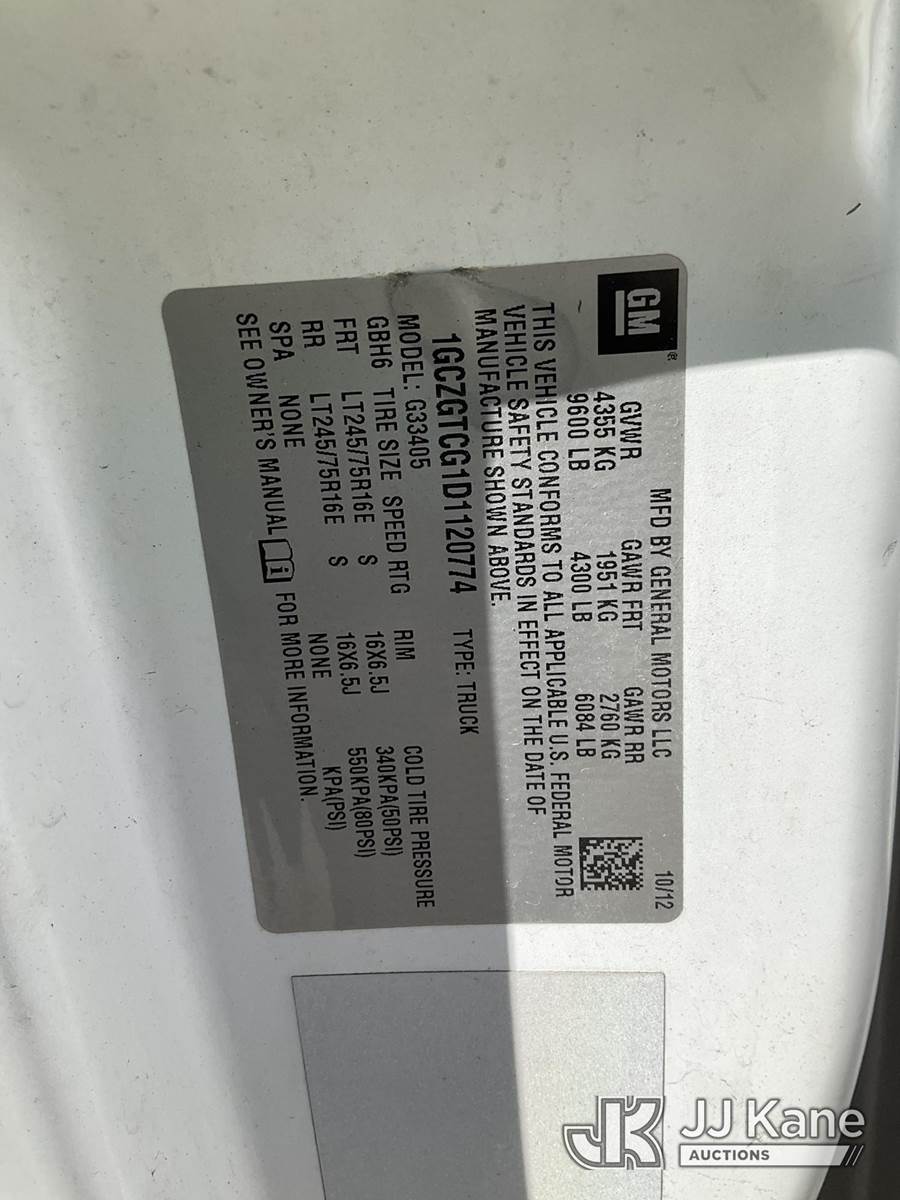 GM
®
MFD BY GENERAL MOTORS LLC
10/12
GVWR GAWR FRT GAWR RR
4355 KG 1951 KG 2760 KG
9600 LB 4300 LB 6084 LB
THIS VEHICLE CONFORMS TO ALL APPLICABLE U.S. FEDERAL MOTOR
VEHICLE SAFETY STANDARDS IN EFFECT ON THE DATE OF
MANUFACTURE SHOWN ABOVE.
1GCZGTCG1D1120774 TYPE: TRUCK
MODEL: G33405
GBH6 TIRE SIZE SPEED RTG RIM COLD TIRE PRESSURE
FRT LT245/75R16E S 16X6.5J 340KPA(50PSI)
RR LT245/75R16E S 16X6.5J 550KPA(80PSI)
SPA NONE NONE KPA(PSI)
SEE OWNER'S MANUAL FOR MORE INFORMATION.
JK JJ Kane
AUCTIONS